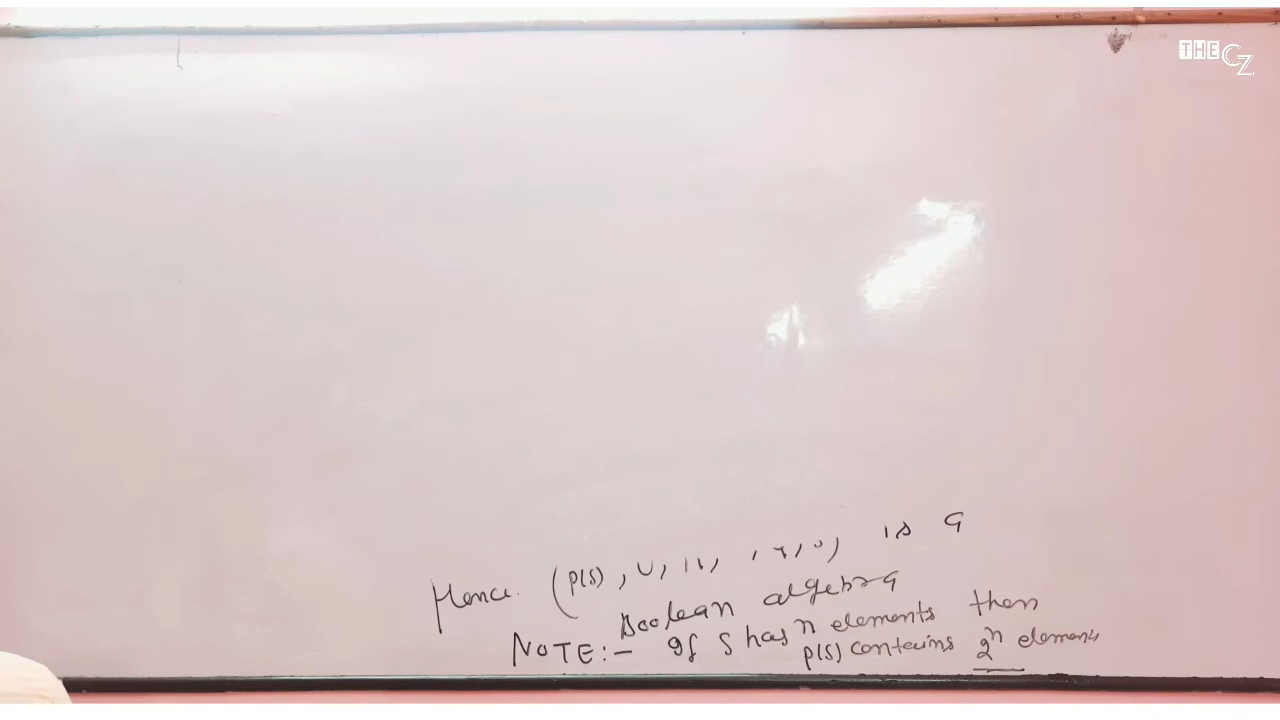 THE CZ
Hence (P(S), U, is a
Boolean algebra
NOTE:- If S has n elements then
P(S) contains 2ⁿ elements